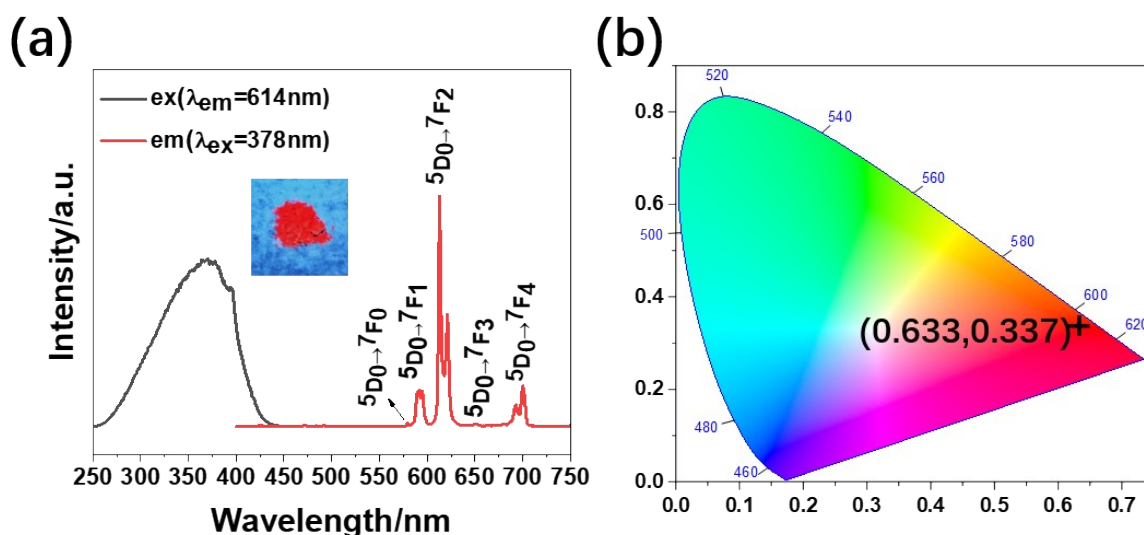 (a)
ex(λem=614nm)
em(λex=378nm)
5D0→7F0
5D0→7F1
5D0→7F2
5D0→7F3
5D0→7F4
Intensity/a.u.
250 300 350 400 450 500 550 600 650 700 750
Wavelength/nm
(b)
0.8
0.6
0.4
0.2
0.0
0.0 0.1 0.2 0.3 0.4 0.5 0.6 0.7
520
540
560
580
600
620
500
480
460
(0.633,0.337)